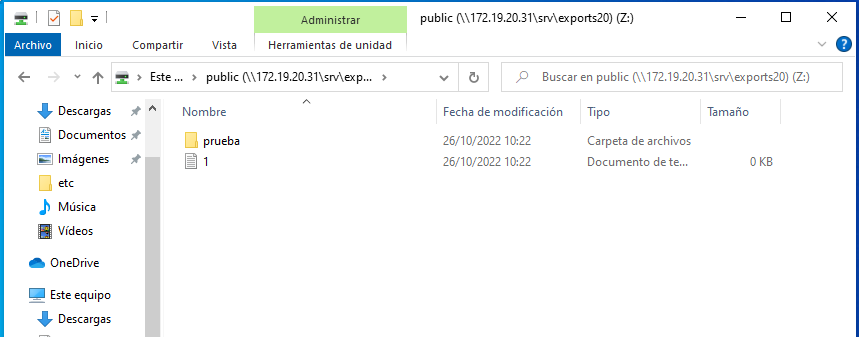 Administrar public (\\172.19.20.31\srv\exports20) (Z:)
Archivo Inicio Compartir Vista Herramientas de unidad
Este ... public (\\172.19.20.31\srv\exp... Buscar en public (\\172.19.20.31\srv\exports20) (Z:)
Nombre Fecha de modificación Tipo Tamaño
Descargas
Documentos
Imágenes
etc
Música
Vídeos
OneDrive
Este equipo
Descargas
prueba 26/10/2022 10:22 Carpeta de archivos
1 26/10/2022 10:22 Documento de te... 0 KB